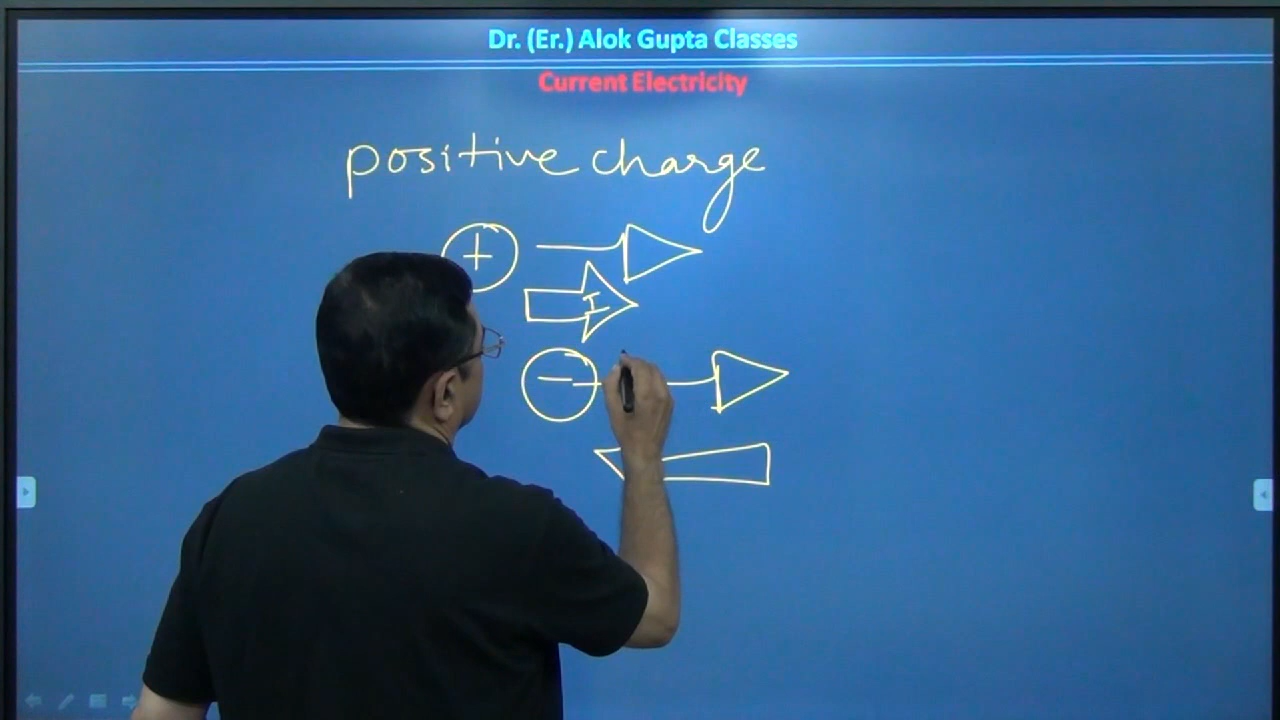 Dr. (Er.) Alok Gupta Classes
Current Electricity
positive charge
+
I
−